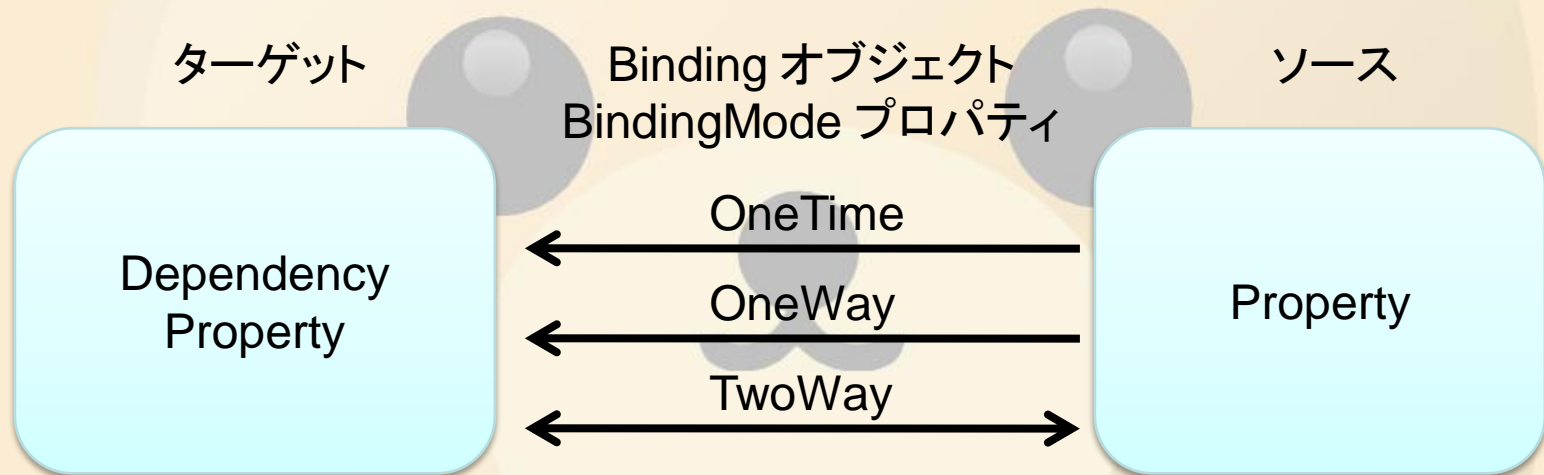 ターゲット
Binding オブジェクト
BindingMode プロパティ
ソース
Dependency
Property
OneTime
OneWay
TwoWay
Property